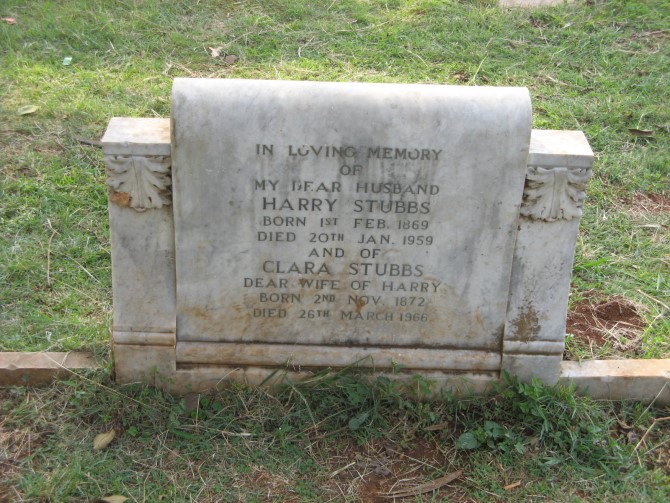 IN LOVING MEMORY
OF
MY DEAR HUSBAND
HARRY STUBBS
BORN 1ST FEB. 1869
DIED 20TH JAN. 1959
AND OF
CLARA STUBBS
DEAR WIFE OF HARRY
BORN 2ND NOV. 1872
DIED 26TH MARCH 1966